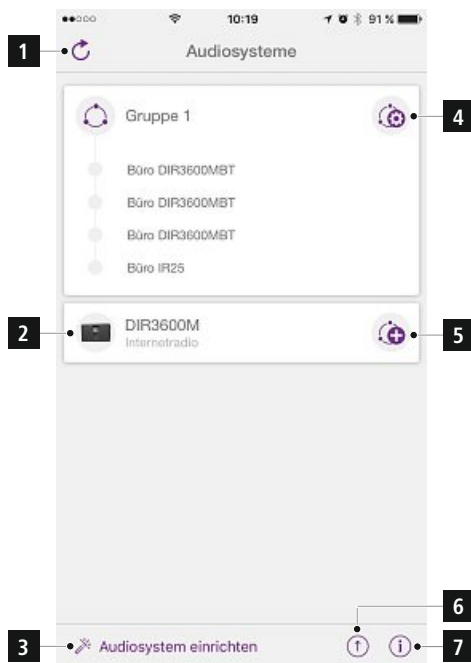 10:19
91 %
1
Audiosysteme
Gruppe 1
4
Büro DIR3600MBT
Büro DIR3600MBT
Büro DIR3600MBT
Büro IR25
2
DIR3600M
Internetradio
5
6
3
Audiosystem einrichten
7